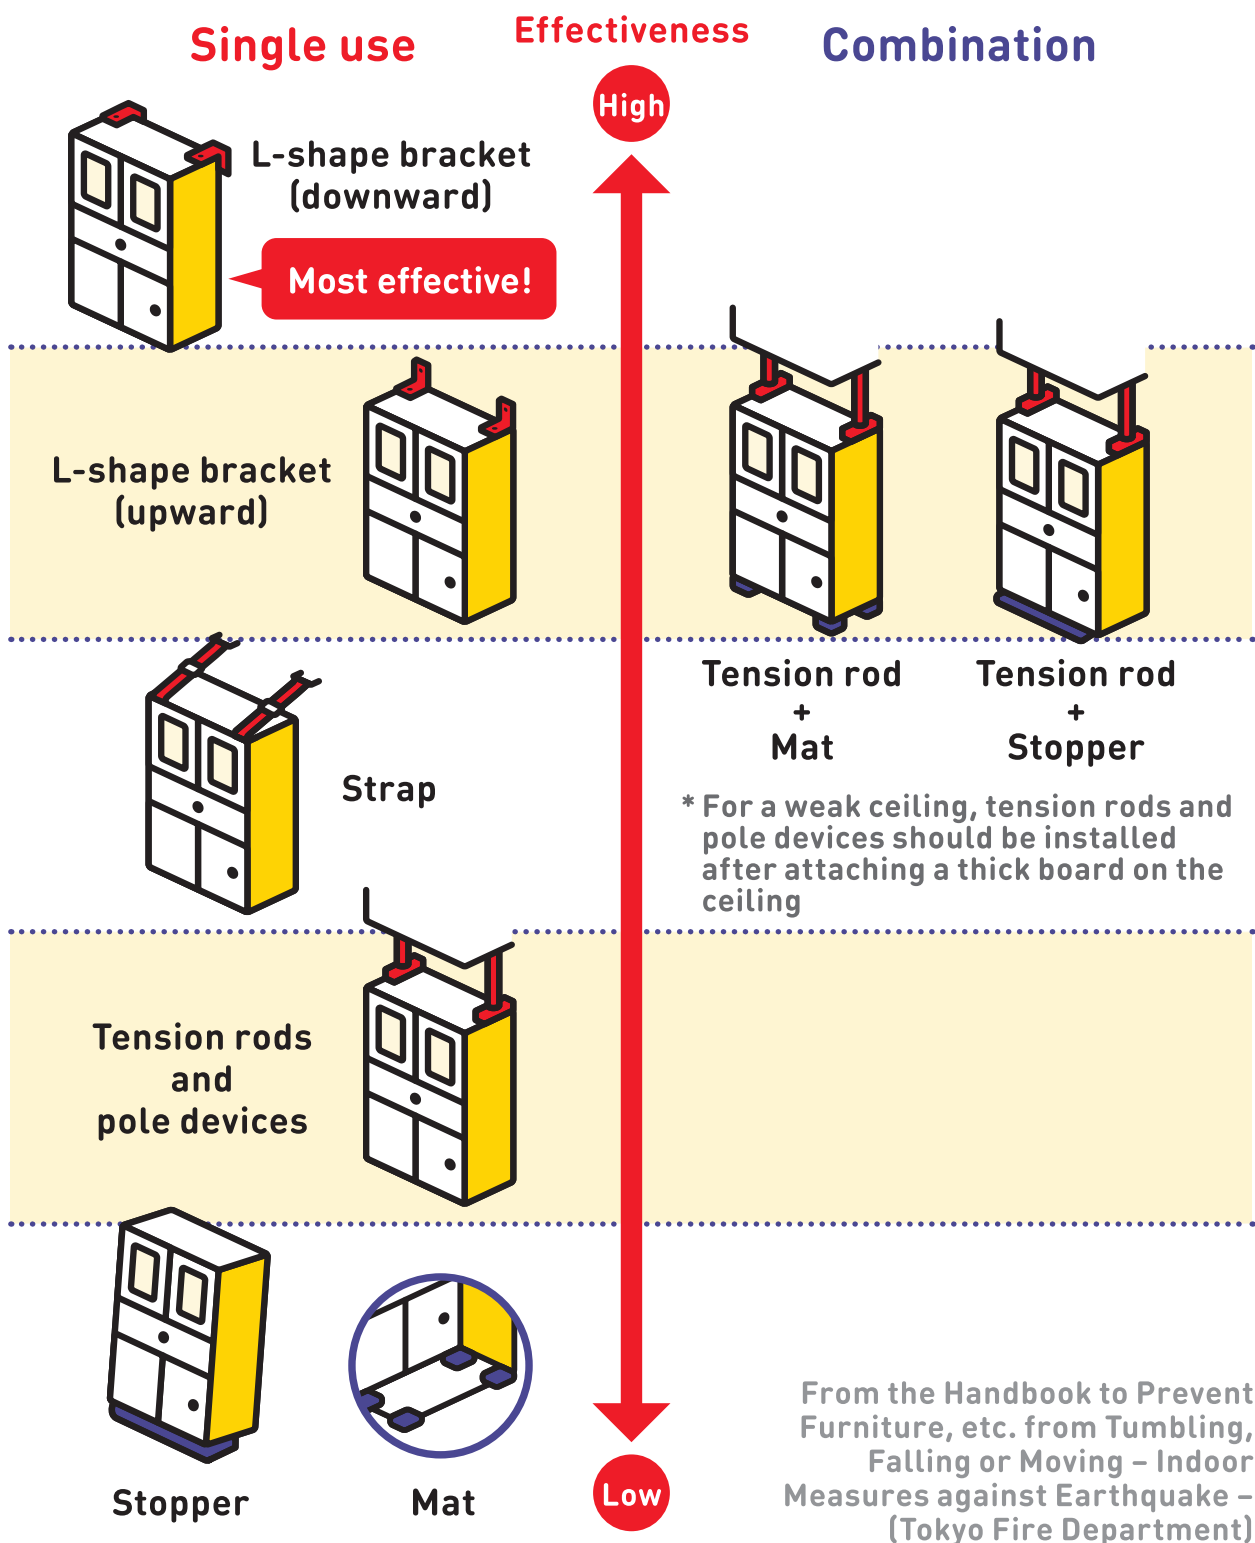 Single use
Effectiveness
Combination
High
L-shape bracket
(downward)
Most effective!
L-shape bracket
(upward)
Tension rod
+
Mat
Tension rod
+
Stopper
Strap
* For a weak ceiling, tension rods and
pole devices should be installed
after attaching a thick board on the
ceiling
Tension rods
and
pole devices
Stopper
Mat
Low
From the Handbook to Prevent
Furniture, etc. from Tumbling,
Falling or Moving – Indoor
Measures against Earthquake –
(Tokyo Fire Department)